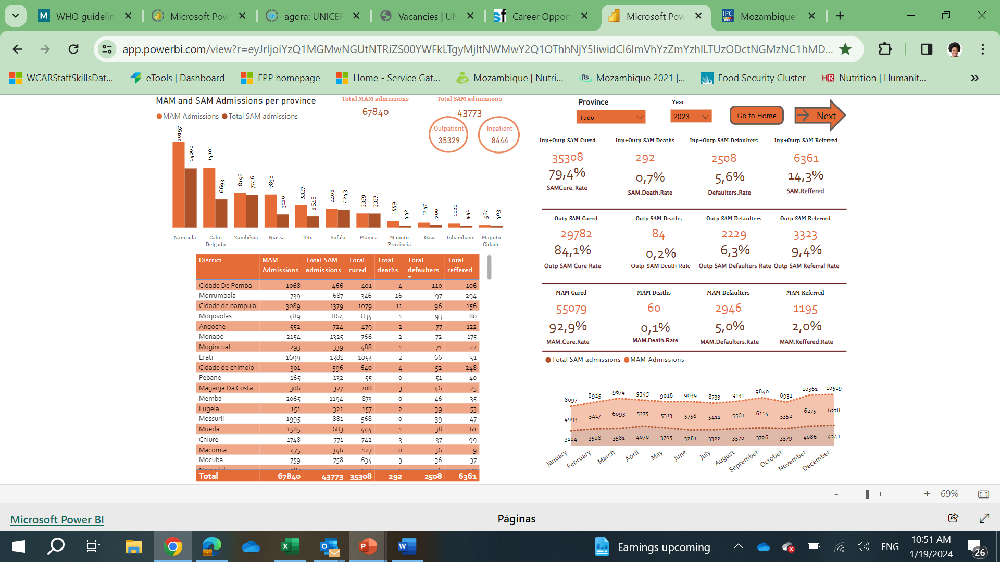 WHO guidelin
Microsoft Pow
agora: UNICEF
Vacancies | UN
Career Opport
Microsoft Pow
Mozambique:
app.powerbi.com/view?r=eyJrIjoiYzQ1MGMwNGUtNTRiZS00YWFkLTgyMjItNWMwY2Q1OThhNjY5IiwidCI6ImVhYzZmYzhlLTUzODctNGMzNC1hMD...
WCARStaffSkillsDat...
eTools | Dashboard
EPP homepage
Home - Service Gat...
Mozambique | Nutri...
Mozambique 2021 |...
Food Security Cluster
Nutrition | Humanit...
MAM and SAM Admissions per province
MAM Admissions Total SAM admissions
Total MAM admissions
67840
Total SAM admissions
43773
Outpatient
35329
Inpatient
8444
Province
Tudo
Year
2023
Go to Home
Next
20197 14000 14101 6693 8196 7746 7838 3120 5357 2648 4402 4243 3359 3337 1559 442 1247 700 1020 441 564 403
Nampula Cabo Delgado Zambézia Niassa Tete Sofala Manica Maputo Provincia Gaza Inhambane Maputo Cidade
Inp+Outp-SAM Cured Inp+Outp-SAM Deaths Inp+Outp-SAM Defaulters Inp+Outp-SAM Referred
35308 292 2508 6361
79,4% 0,7% 5,6% 14,3%
SAMCure_Rate SAM.Death.Rate Defaulters.Rate SAM.Reffered
Outp SAM Cured Outp SAM Deaths Outp SAM Defaulters Outp SAM Referred
29782 84 2229 3323
84,1% 0,2% 6,3% 9,4%
Outp SAM Cure Rate Outp SAM Death Rate Outp SAM Defaulters Rate Outp SAM Referral Rate
MAM Cured MAM Deaths MAM Defaulters MAM Referred
55079 60 2946 1195
92,9% 0,1% 5,0% 2,0%
MAM.Cure.Rate MAM.Death.Rate MAM.Defaulters.Rate MAM.Reffered.Rate
District MAM Admissions Total SAM admissions Total cured Total deaths Total defaulters Total reffered
Cidade De Pemba 1068 466 401 4 110 106
Morrumbala 739 687 346 16 97 294
Cidade de nampula 3089 1379 1079 11 96 156
Mogovolas 489 864 834 1 93 80
Angoche 552 724 479 2 77 122
Monapo 2154 1325 766 2 72 175
Mogincual 293 339 488 1 71 22
Erati 1699 1381 1053 2 66 51
Cidade de chimoio 301 596 640 4 52 248
Pebane 165 132 55 0 51 40
Maganja Da Costa 306 327 208 3 46 25
Memba 2065 1194 873 0 46 35
Lugela 151 321 157 2 39 53
Mossuril 1995 881 568 0 39 47
Mueda 1585 683 444 1 38 61
Chiure 1748 771 742 3 37 99
Macomia 475 346 127 0 36 9
Mocuba 759 758 634 3 36 37
Total 67840 43773 35308 292 2508 6361
Total SAM admissions MAM Admissions
8097 8925 9674 9345 9018 9039 8733 9131 9840 8931 10361 10519
4993 5417 6093 5275 5313 5758 5411 5561 6114 5352 6275 6278
3104 3508 3581 4070 3705 3281 3322 3570 3726 3579 4086 4241
January February March April May June July August September October November December
- + 69%
Microsoft Power BI
Páginas
Earnings upcoming
ENG
10:51 AM
1/19/2024
26